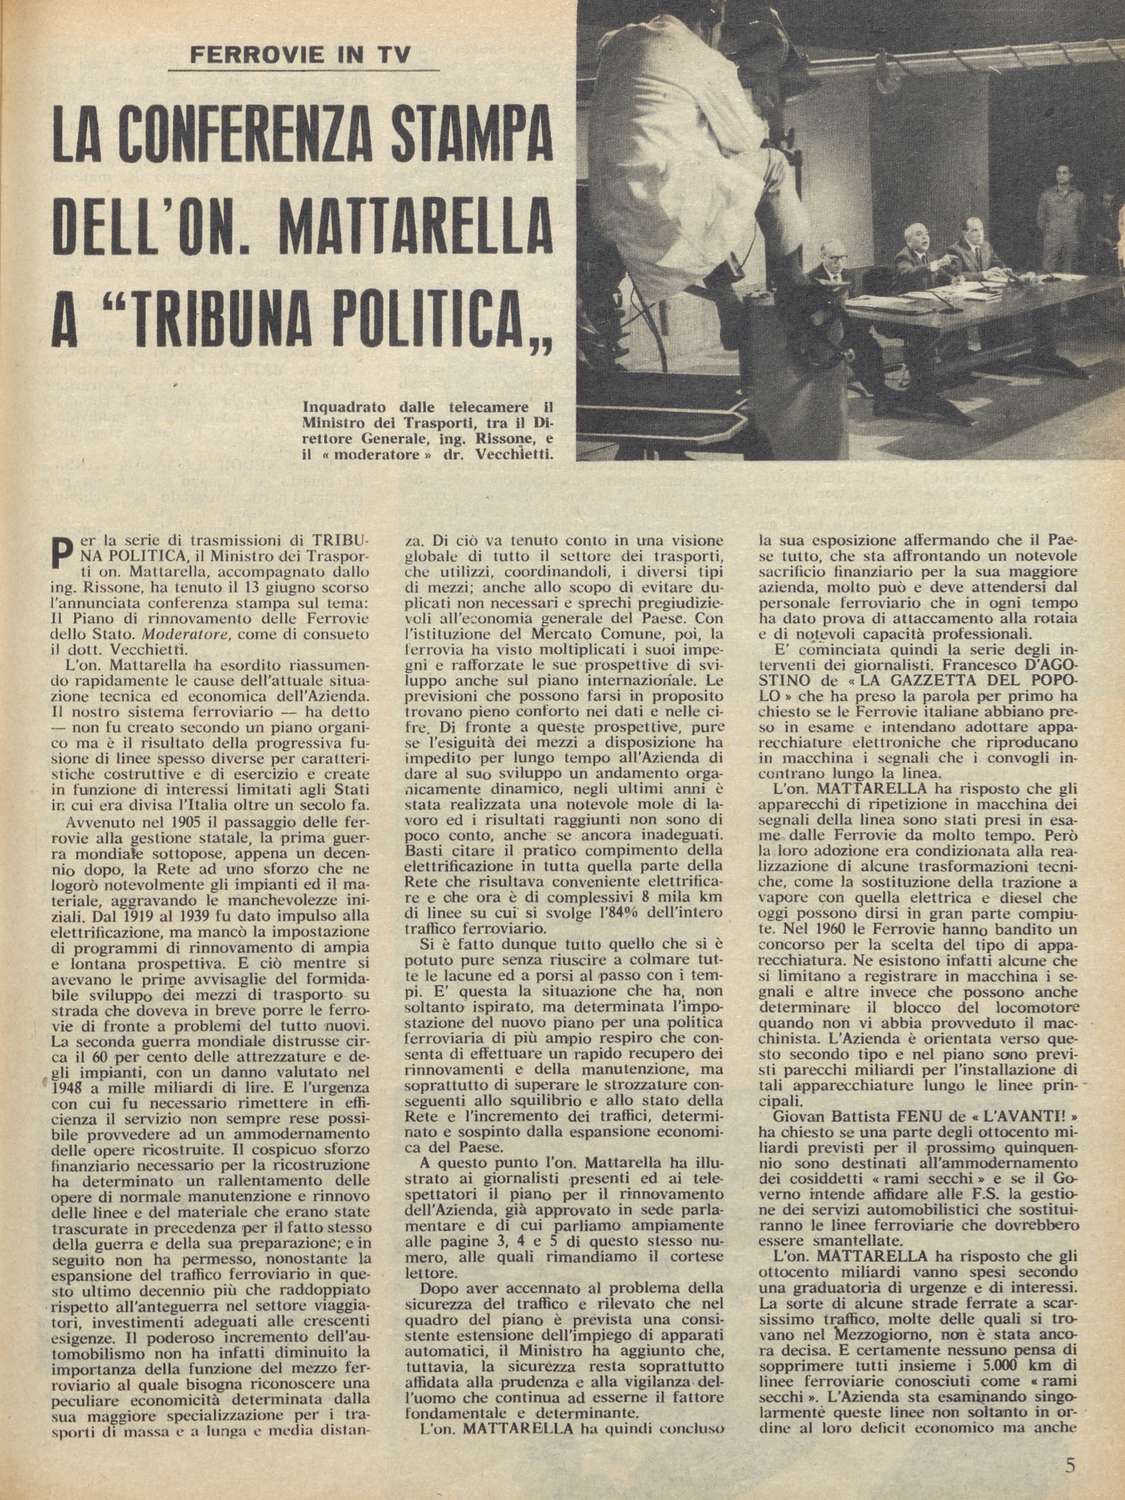 FERROVIE IN TV
LA CONFERENZA STAMPA
DELL'ON. MATTARELLA
A “TRIBUNA POLITICA„
Inquadrato dalle telecamere il
Ministro dei Trasporti, tra il Di-
rettore Generale, ing. Rissone, e
il « moderatore » dr. Vecchietti.
Per la serie di trasmissioni di TRIBU-
NA POLITICA, il Ministro dei Traspor-
ti on. Mattarella, accompagnato dallo
ing. Rissone, ha tenuto il 13 giugno scorso
l'annunciata conferenza stampa sul tema:
Il Piano di rinnovamento delle Ferrovie
dello Stato. Moderatore, come di consueto
il dott. Vecchietti.
L'on. Mattarella ha esordito riassumen-
do rapidamente le cause dell'attuale situa-
zione tecnica ed economica dell'Azienda.
Il nostro sistema ferroviario — ha detto
— non fu creato secondo un piano organi-
co ma è il risultato della progressiva fu-
sione di linee spesso diverse per caratteri-
stiche costruttive e di esercizio e create
in funzione di interessi limitati agli Stati
in cui era divisa l'Italia oltre un secolo fa.
Avvenuto nel 1905 il passaggio delle fer-
rovie alla gestione statale, la prima guer-
ra mondiale sottopose, appena un decen-
nio dopo, la Rete ad uno sforzo che ne
logorò notevolmente gli impianti ed il ma-
teriale, aggravando le manchevolezze ini-
ziali. Dal 1919 al 1939 fu dato impulso alla
elettrificazione, ma mancò la impostazione
di programmi di rinnovamento di ampia
e lontana prospettiva. E ciò mentre si
avevano le prime avvisaglie del formida-
bile sviluppo dei mezzi di trasporto su
strada che doveva in breve porre le ferro-
vie di fronte a problemi del tutto nuovi.
La seconda guerra mondiale distrusse cir-
ca il 60 per cento delle attrezzature e de-
gli impianti, con un danno valutato nel
1948 a mille miliardi di lire. E l'urgenza
con cui fu necessario rimettere in effi-
cienza il servizio non sempre rese possi-
bile provvedere ad un ammodernamento
delle opere ricostruite. Il cospicuo sforzo
finanziario necessario per la ricostruzione
ha determinato un rallentamento delle
opere di normale manutenzione e rinnovo
delle linee e del materiale che erano state
trascurate in precedenza per il fatto stesso
della guerra e della sua preparazione; e in
seguito non ha permesso, nonostante la
espansione del traffico ferroviario in que-
sto ultimo decennio più che raddoppiato
rispetto all'anteguerra nel settore viaggia-
tori, investimenti adeguati alle crescenti
esigenze. Il poderoso incremento dell'au-
tomobilismo non ha infatti diminuito la
importanza della funzione del mezzo fer-
roviario al quale bisogna riconoscere una
peculiare economicità determinata dalla
sua maggiore specializzazione per i tra-
sporti di massa e a lunga e media distan-
za. Di ciò va tenuto conto in una visione
globale di tutto il settore dei trasporti,
che utilizzi, coordinandoli, i diversi tipi
di mezzi; anche allo scopo di evitare du-
plicati non necessari e sprechi pregiudizie-
voli all'economia generale del Paese. Con
l'istituzione del Mercato Comune, poi, la
ferrovia ha visto moltiplicati i suoi impe-
gni e rafforzate le sue prospettive di svi-
luppo anche sul piano internazionale. Le
previsioni che possono farsi in proposito
trovano pieno conforto nei dati e nelle ci-
fre. Di fronte a queste prospettive, pure
se l'esiguità dei mezzi a disposizione ha
impedito per lungo tempo all'Azienda di
dare al suo sviluppo un andamento orga-
nicamente dinamico, negli ultimi anni è
stata realizzata una notevole mole di la-
voro ed i risultati raggiunti non sono di
poco conto, anche se ancora inadeguati.
Basti citare il pratico compimento della
elettrificazione in tutta quella parte della
Rete che risultava conveniente elettrifica-
re e che ora è di complessivi 8 mila km
di linee su cui si svolge l'84% dell'intero
traffico ferroviario.
Si è fatto dunque tutto quello che si è
potuto pure senza riuscire a colmare tut-
te le lacune ed a porsi al passo con i tem-
pi. E' questa la situazione che ha, non
soltanto ispirato, ma determinata l'impo-
stazione del nuovo piano per una politica
ferroviaria di più ampio respiro che con-
senta di effettuare un rapido recupero dei
rinnovamenti e della manutenzione, ma
soprattutto di superare le strozzature con-
seguenti allo squilibrio e allo stato della
Rete e l'incremento dei traffici, determi-
nato e sospinto dalla espansione economi-
ca del Paese.
A questo punto l'on. Mattarella ha illu-
strato ai giornalisti presenti ed ai tele-
spettatori il piano per il rinnovamento
dell'Azienda, già approvato in sede parla-
mentare e di cui parliamo ampiamente
alle pagine 3, 4 e 5 di questo stesso nu-
mero, alle quali rimandiamo il cortese
lettore.
Dopo aver accennato al problema della
sicurezza del traffico e rilevato che nel
quadro del piano è prevista una consi-
stente estensione dell'impiego di apparati
automatici, il Ministro ha aggiunto che,
tuttavia, la sicurezza resta soprattutto
affidata alla prudenza e alla vigilanza del-
l'uomo che continua ad esserne il fattore
fondamentale e determinante.
L'on. MATTARELLA ha quindi concluso
la sua esposizione affermando che il Pae-
se tutto, che sta affrontando un notevole
sacrificio finanziario per la sua maggiore
azienda, molto può e deve attendersi dal
personale ferroviario che in ogni tempo
ha dato prova di attaccamento alla rotaia
e di notevoli capacità professionali.
E' cominciata quindi la serie degli in-
terventi dei giornalisti. Francesco D'AGO-
STINO de « LA GAZZETTA DEL POPO-
LO » che ha preso la parola per primo ha
chiesto se le Ferrovie italiane abbiano pre-
so in esame e intendano adottare appa-
recchiature elettroniche che riproducano
in macchina i segnali che i convogli in-
contrano lungo la linea.
L'on. MATTARELLA ha risposto che gli
apparecchi di ripetizione in macchina dei
segnali della linea sono stati presi in esa-
me dalle Ferrovie da molto tempo. Però
la loro adozione era condizionata alla rea-
lizzazione di alcune trasformazioni tecni-
che, come la sostituzione della trazione a
vapore con quella elettrica e diesel che
oggi possono dirsi in gran parte compiu-
te. Nel 1960 le Ferrovie hanno bandito un
concorso per la scelta del tipo di appa-
recchiatura. Ne esistono infatti alcune che
si limitano a registrare in macchina i se-
gnali e altre invece che possono anche
determinare il blocco del locomotore
quando non vi abbia provveduto il mac-
chinista. L'Azienda è orientata verso que-
sto secondo tipo e nel piano sono previ-
sti parecchi miliardi per l'installazione di
tali apparecchiature lungo le linee prin-
cipali.
Giovan Battista FENU de « L'AVANTI! »
ha chiesto se una parte degli ottocento mi-
liardi previsti per il prossimo quinquen-
nio sono destinati all'ammodernamento
dei cosiddetti « rami secchi » e se il Go-
verno intende affidare alle F.S. la gestio-
ne dei servizi automobilistici che sostitui-
ranno le linee ferroviarie che dovrebbero
essere smantellate.
L'on. MATTARELLA ha risposto che gli
ottocento miliardi vanno spesi secondo
una graduatoria di urgenze e di interessi.
La sorte di alcune strade ferrate a scar-
sissimo traffico, molte delle quali si tro-
vano nel Mezzogiorno, non è stata anco-
ra decisa. E certamente nessuno pensa di
sopprimere tutti insieme i 5.000 km di
linee ferroviarie conosciuti come « rami
secchi ». L'Azienda sta esaminando singo-
larmente queste linee non soltanto in or-
dine al loro deficit economico ma anche
5